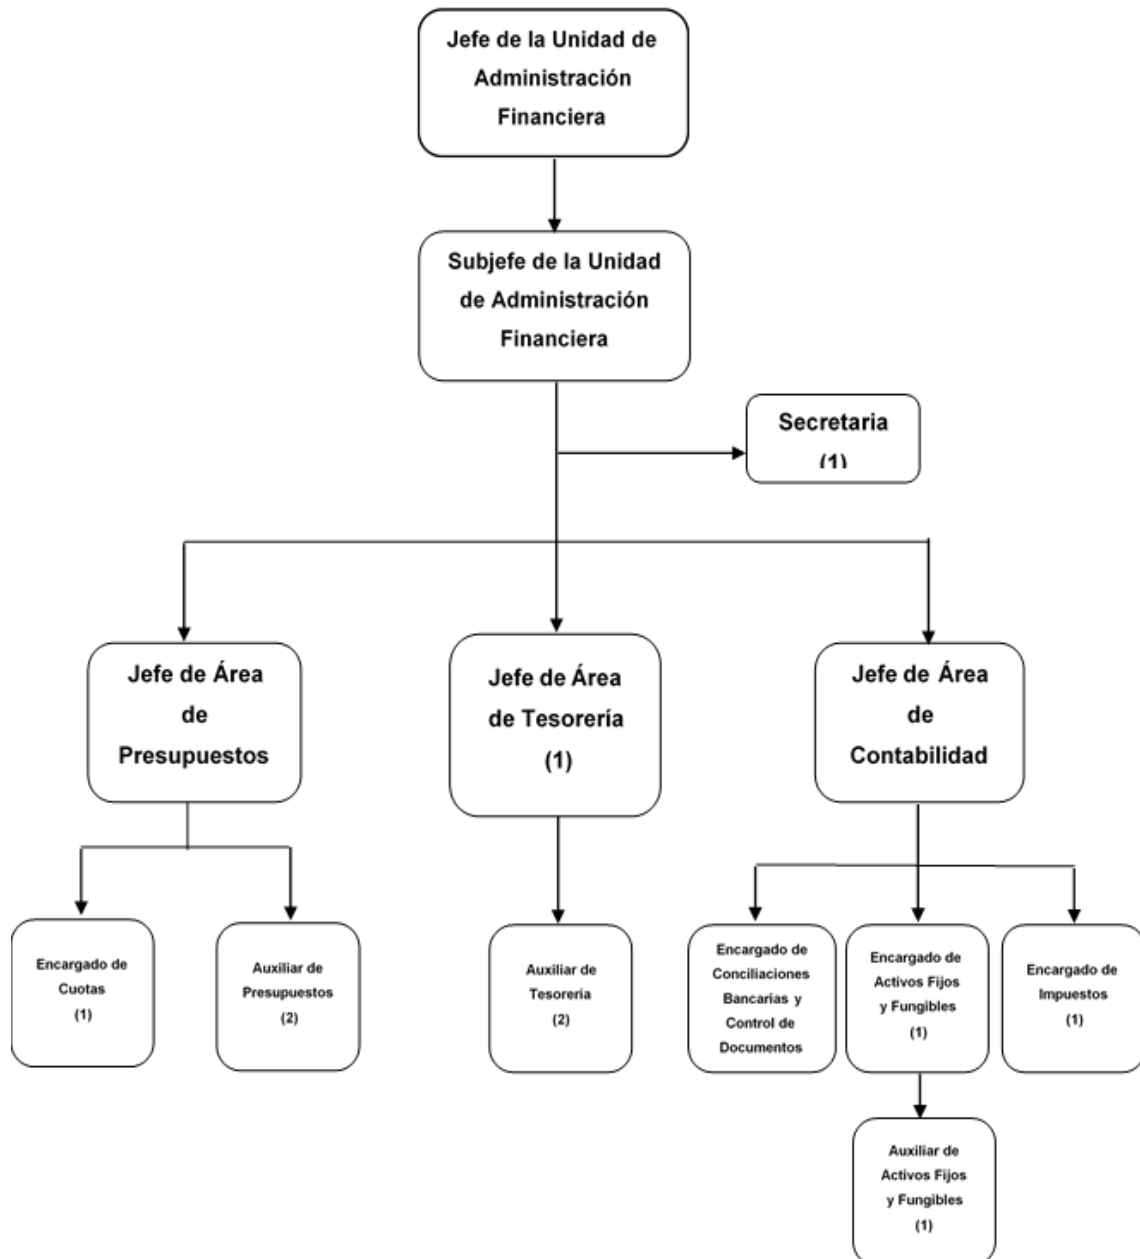 Jefe de la Unidad de
Administración
Financiera
Subjefe de la Unidad
de Administración
Financiera
Secretaria
(1)
Jefe de Área
de
Presupuestos
Jefe de Área
de Tesorería
(1)
Jefe de Área
de
Contabilidad
Encargado de
Cuotas
(1)
Auxiliar de
Presupuestos
(2)
Auxiliar de
Tesorería
(2)
Encargado de
Conciliaciones
Bancarias y
Control de
Documentos
Encargado de
Activos Fijos
y Fungibles
(1)
Encargado de
Impuestos
(1)
Auxiliar de
Activos Fijos
y Fungibles
(1)